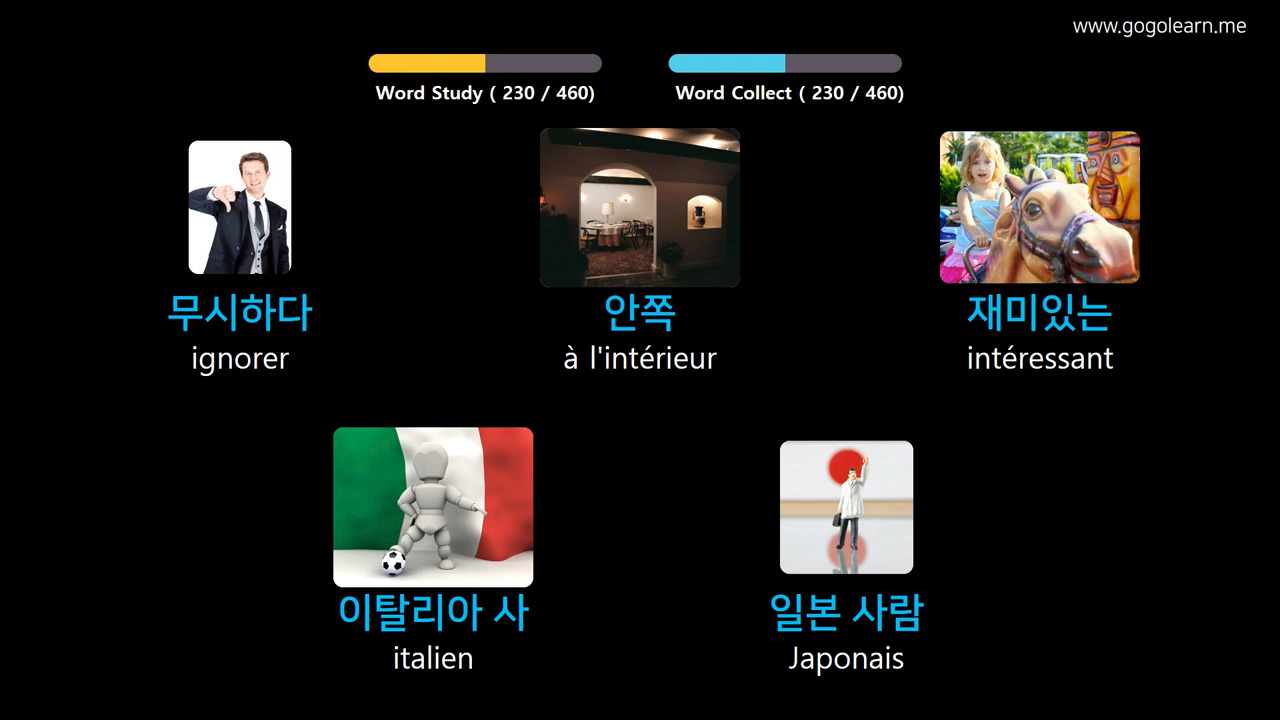 www.gogolearn.me
Word Study ( 230 / 460)
Word Collect ( 230 / 460)
무시하다
ignorer
안쪽
à l'intérieur
재미있는
intéressant
이탈리아 사
italien
일본 사람
Japonais